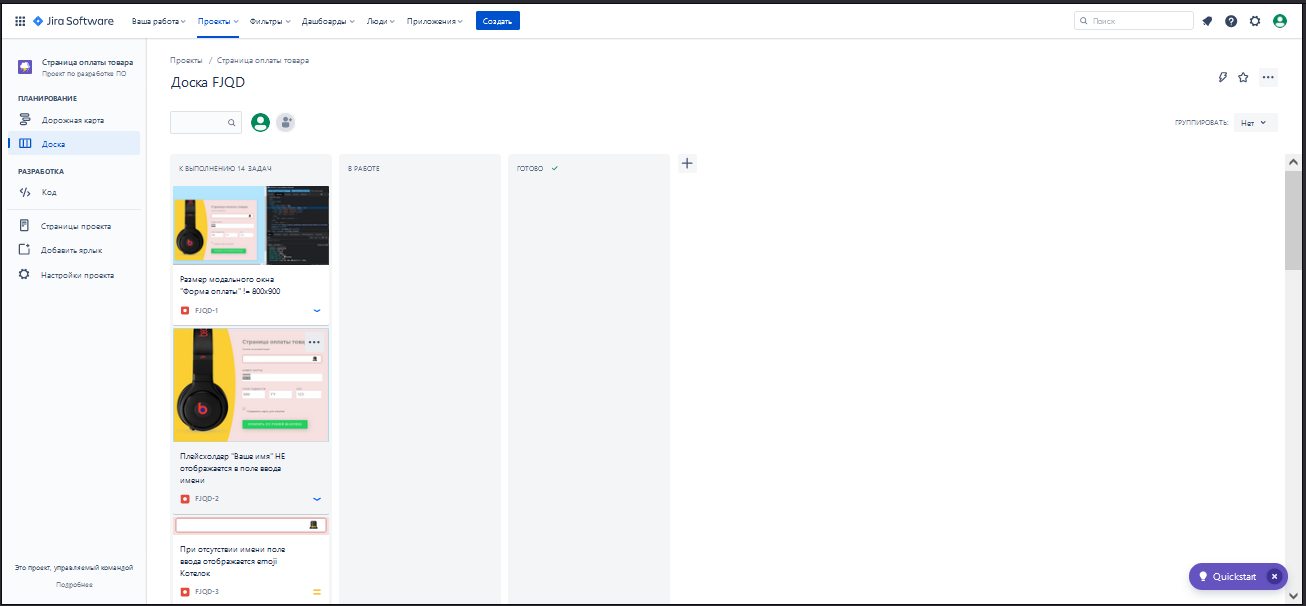 Jira Software
Ваша работа
Проекты
Фильтры
Дашборды
Люди
Приложения
Создать
Поиск
Страница оплаты товара
Проект по разработке ПО
ПЛАНИРОВАНИЕ
Дорожная карта
Доска
РАЗРАБОТКА
Код
Страницы проекта
Добавить ярлык
Настройки проекта
Это проект, управляемый командой
Подробнее
Проекты / Страница оплаты товара
Доска FJQD
ГРУППИРОВАТЬ:
Нет
К ВЫПОЛНЕНИЮ 14 ЗАДАЧ
Размер модального окна
"Форма оплаты" != 800x900
FJQD-1
Страница оплаты
Плейсхолдер "Ваше имя" НЕ
отображается в поле ввода
имени
FJQD-2
При отсутствии имени поле
ввода отображается emoji
Котелок
FJQD-3
В РАБОТЕ
ГОТОВО
Quickstart